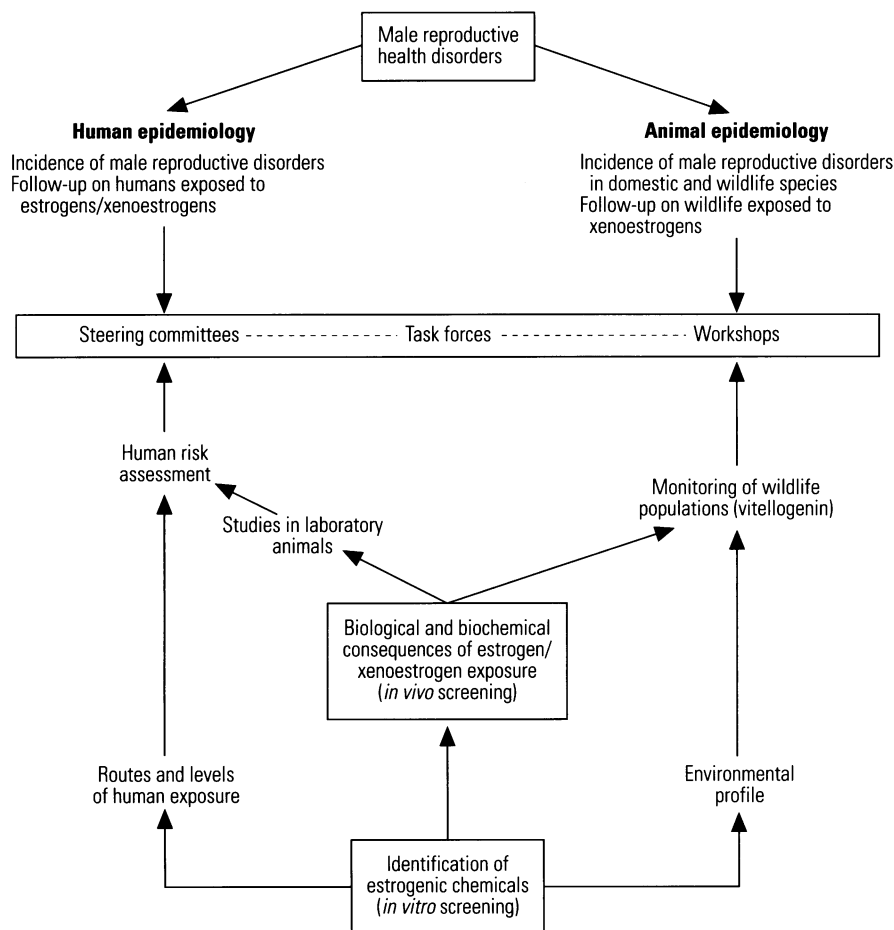 Male reproductive
health disorders
Human epidemiology
Incidence of male reproductive disorders
Follow-up on humans exposed to
estrogens/xenoestrogens
Animal epidemiology
Incidence of male reproductive disorders
in domestic and wildlife species
Follow-up on wildlife exposed to
xenoestrogens
Steering committees Task forces Workshops
Human risk
assessment
Studies in laboratory
animals
Monitoring of wildlife
populations (vitellogenin)
Biological and biochemical
consequences of estrogen/
xenoestrogen exposure
(in vivo screening)
Routes and levels
of human exposure
Environmental
profile
Identification of
estrogenic chemicals
(in vitro screening)